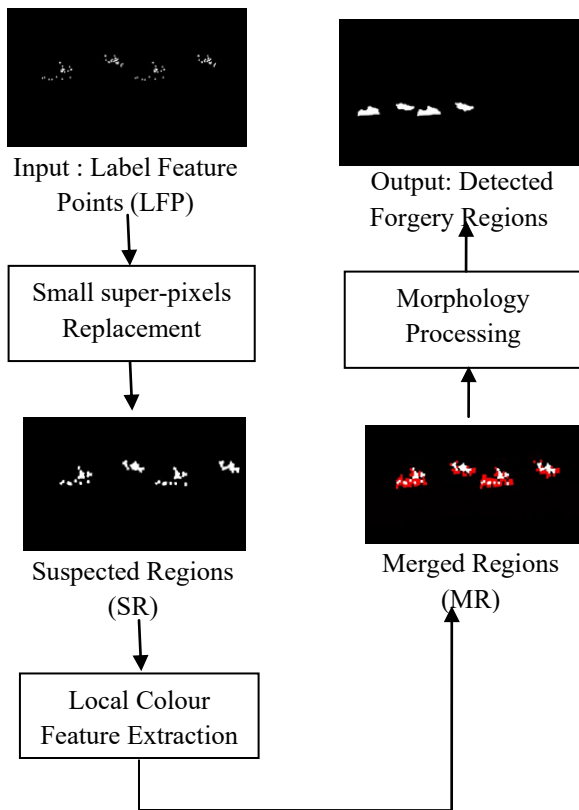 Input : Label Feature
Points (LFP)
Small super-pixels
Replacement
Suspected Regions
(SR)
Local Colour
Feature Extraction
Merged Regions
(MR)
Morphology
Processing
Output: Detected
Forgery Regions